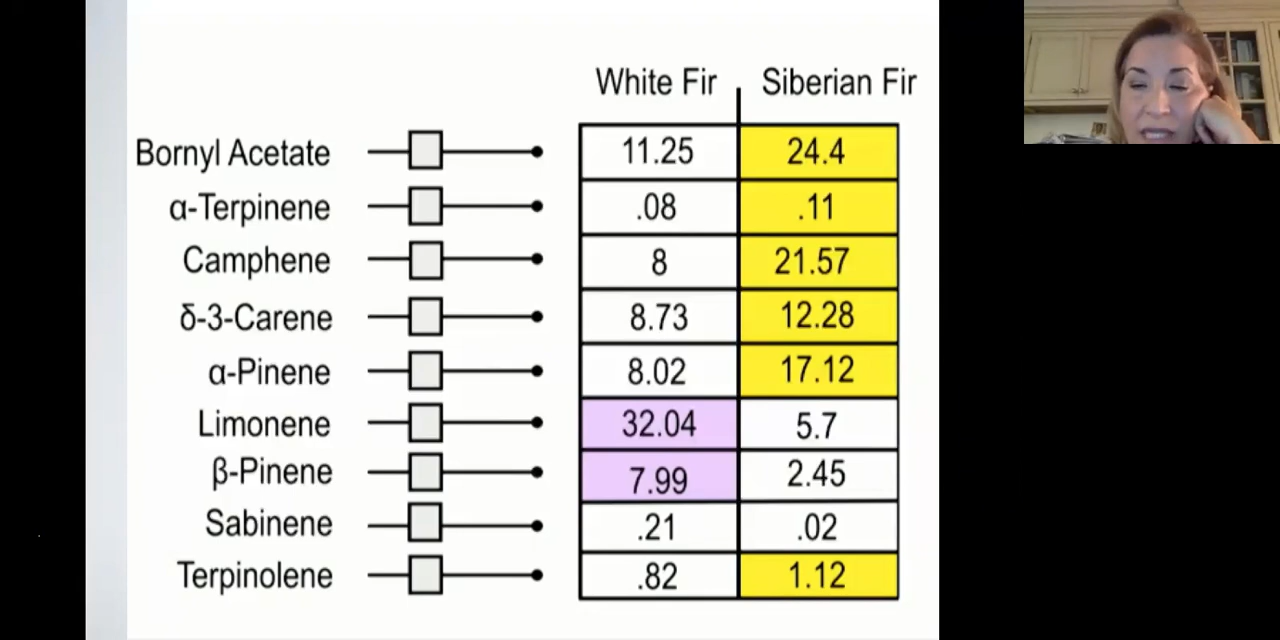 White Fir Siberian Fir
Bornyl Acetate 11.25 24.4
α-Terpinene .08 .11
Camphene 8 21.57
δ-3-Carene 8.73 12.28
α-Pinene 8.02 17.12
Limonene 32.04 5.7
β-Pinene 7.99 2.45
Sabinene .21 .02
Terpinolene .82 1.12